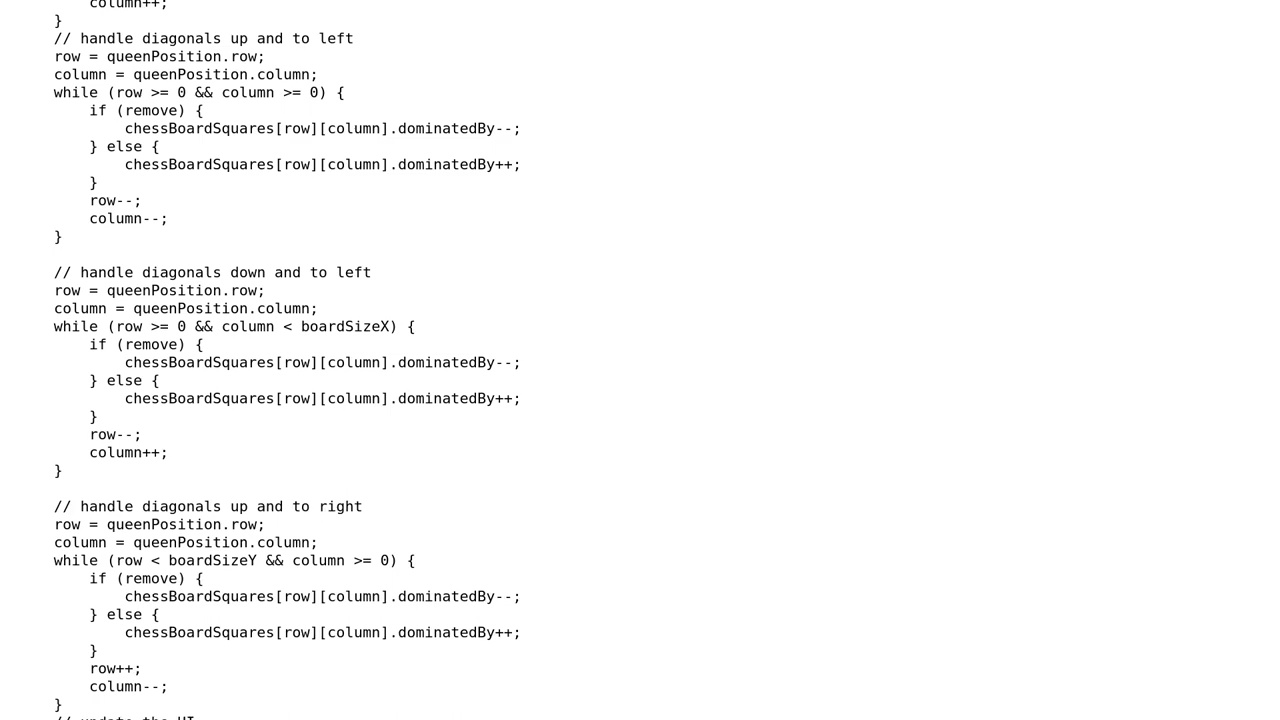 column++;
}
// handle diagonals up and to left
row = queenPosition.row;
column = queenPosition.column;
while (row >= 0 && column >= 0) {
if (remove) {
chessBoardSquares[row][column].dominatedBy--;
} else {
chessBoardSquares[row][column].dominatedBy++;
}
row--;
column--;
}
// handle diagonals down and to left
row = queenPosition.row;
column = queenPosition.column;
while (row >= 0 && column < boardSizeX) {
if (remove) {
chessBoardSquares[row][column].dominatedBy--;
} else {
chessBoardSquares[row][column].dominatedBy++;
}
row--;
column++;
}
// handle diagonals up and to right
row = queenPosition.row;
column = queenPosition.column;
while (row < boardSizeY && column >= 0) {
if (remove) {
chessBoardSquares[row][column].dominatedBy--;
} else {
chessBoardSquares[row][column].dominatedBy++;
}
row++;
column--;
}
// update the UI